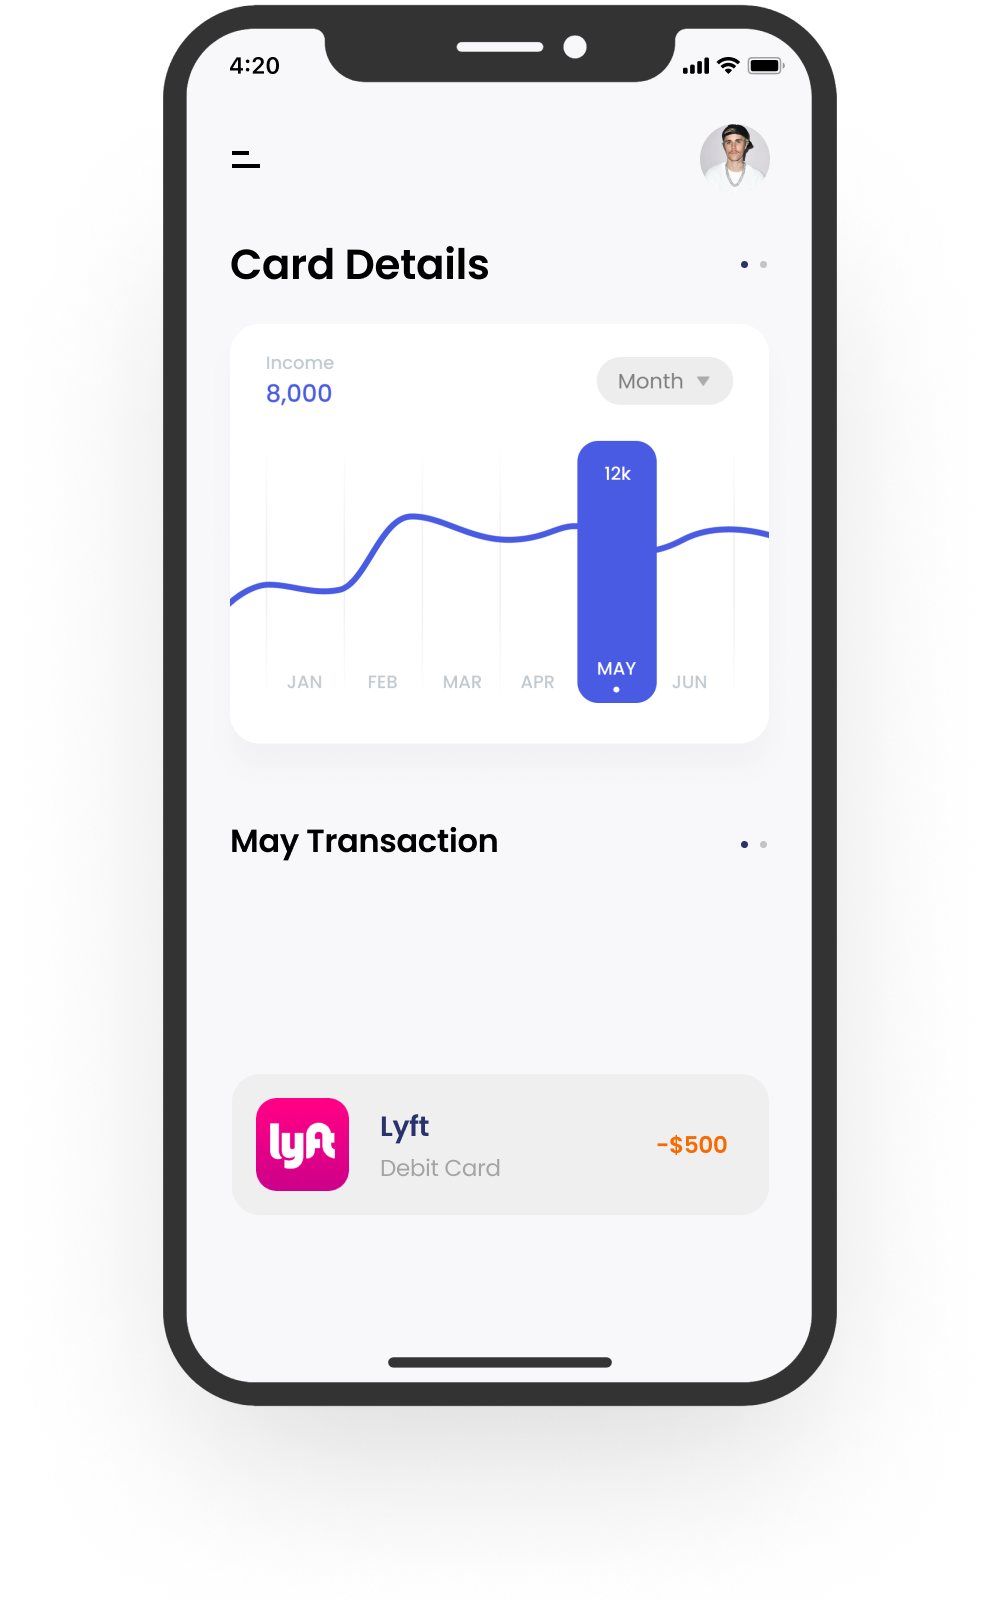 4:20
Card Details
Income
8,000
Month
12k
JAN FEB MAR APR MAY JUN
May Transaction
lyft
Lyft
Debit Card
-$500